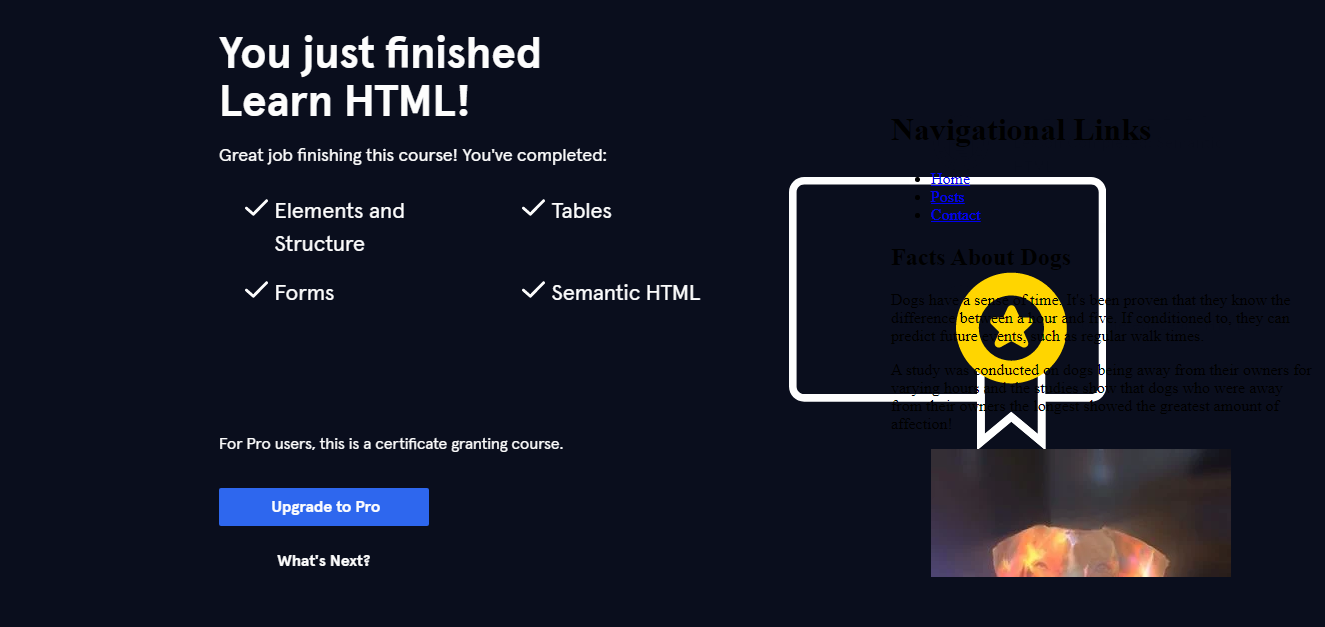 You just finished
Learn HTML!
Great job finishing this course! You've completed:
Elements and
Structure
Tables
Forms
Semantic HTML
For Pro users, this is a certificate granting course.
Upgrade to Pro
What's Next?
Navigational Links
Home
Posts
Contact
Facts About Dogs
Dogs have a sense of time. It's been proven that they know the
difference between a hour and five. If conditioned to, they can
predict future events, such as regular walk times.
A study was conducted on dogs being away from their owners for
varying hours and the studies show that dogs who were away
from their owners the longest showed the greatest amount of
affection!